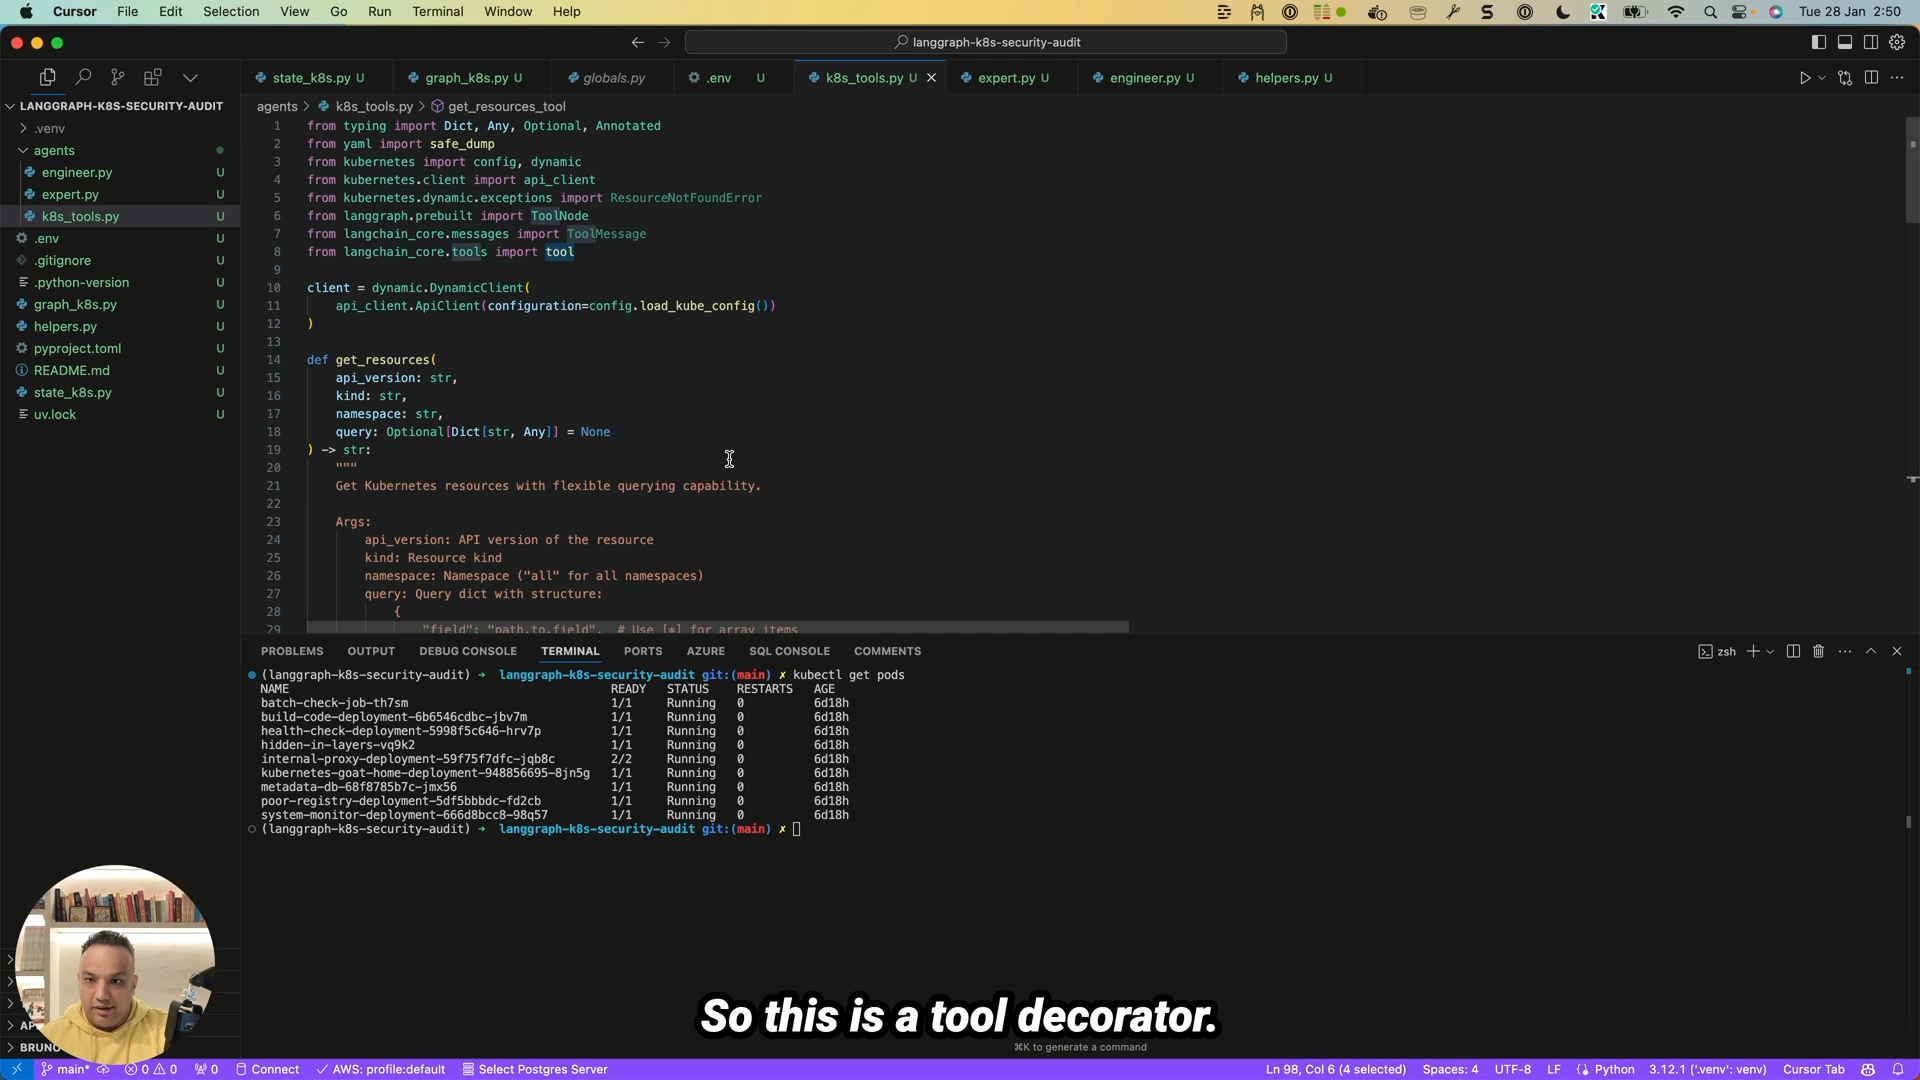 Cursor File Edit Selection View Go Run Terminal Window Help
Tue 28 Jan 2:50
langgraph-k8s-security-audit
state_k8s.py U
graph_k8s.py U
globals.py
.env U
k8s_tools.py U
expert.py U
engineer.py U
helpers.py U
LANGGRAPH-K8S-SECURITY-AUDIT
.venv
agents
engineer.py U
expert.py U
k8s_tools.py U
.env U
.gitignore U
.python-version U
graph_k8s.py U
helpers.py U
pyproject.toml U
README.md U
state_k8s.py U
uv.lock U
agents > k8s_tools.py > get_resources_tool
1 from typing import Dict, Any, Optional, Annotated
2 from yaml import safe_dump
3 from kubernetes import config, dynamic
4 from kubernetes.client import api_client
5 from kubernetes.dynamic.exceptions import ResourceNotFoundError
6 from langgraph.prebuilt import ToolNode
7 from langchain_core.messages import ToolMessage
8 from langchain_core.tools import tool
9
10 client = dynamic.DynamicClient(
11 api_client.ApiClient(configuration=config.load_kube_config())
12 )
13
14 def get_resources(
15 api_version: str,
16 kind: str,
17 namespace: str,
18 query: Optional[Dict[str, Any]] = None
19 ) -> str:
20 """
21 Get Kubernetes resources with flexible querying capability.
22
23 Args:
24 api_version: API version of the resource
25 kind: Resource kind
26 namespace: Namespace ("all" for all namespaces)
27 query: Query dict with structure:
28 {
29 "field": "path.to.field", # Use [*] for array items
PROBLEMS OUTPUT DEBUG CONSOLE TERMINAL PORTS AZURE SQL CONSOLE COMMENTS
zsh
(langgraph-k8s-security-audit) ➜ langgraph-k8s-security-audit git:(main) ✗ kubectl get pods
NAME READY STATUS RESTARTS AGE
batch-check-job-th7sm 1/1 Running 0 6d18h
build-code-deployment-6b6546cdbc-jbv7m 1/1 Running 0 6d18h
health-check-deployment-5998f5c646-hrv7p 1/1 Running 0 6d18h
hidden-in-layers-vq9k2 1/1 Running 0 6d18h
internal-proxy-deployment-59f75f7dfc-jqb8c 2/2 Running 0 6d18h
kubernetes-goat-home-deployment-948856695-8jn5g 1/1 Running 0 6d18h
metadata-db-68f8785b7c-jmx56 1/1 Running 0 6d18h
poor-registry-deployment-5df5bbbdc-fd2cb 1/1 Running 0 6d18h
system-monitor-deployment-666d8bcc8-98q57 1/1 Running 0 6d18h
(langgraph-k8s-security-audit) ➜ langgraph-k8s-security-audit git:(main) ✗
So this is a tool decorator.
⌘K to generate a command
BRUNO
main* 0 0 0 Connect AWS: profile:default Select Postgres Server
Ln 98, Col 6 (4 selected) Spaces: 4 UTF-8 LF Python 3.12.1 ('.venv': venv) Cursor Tab